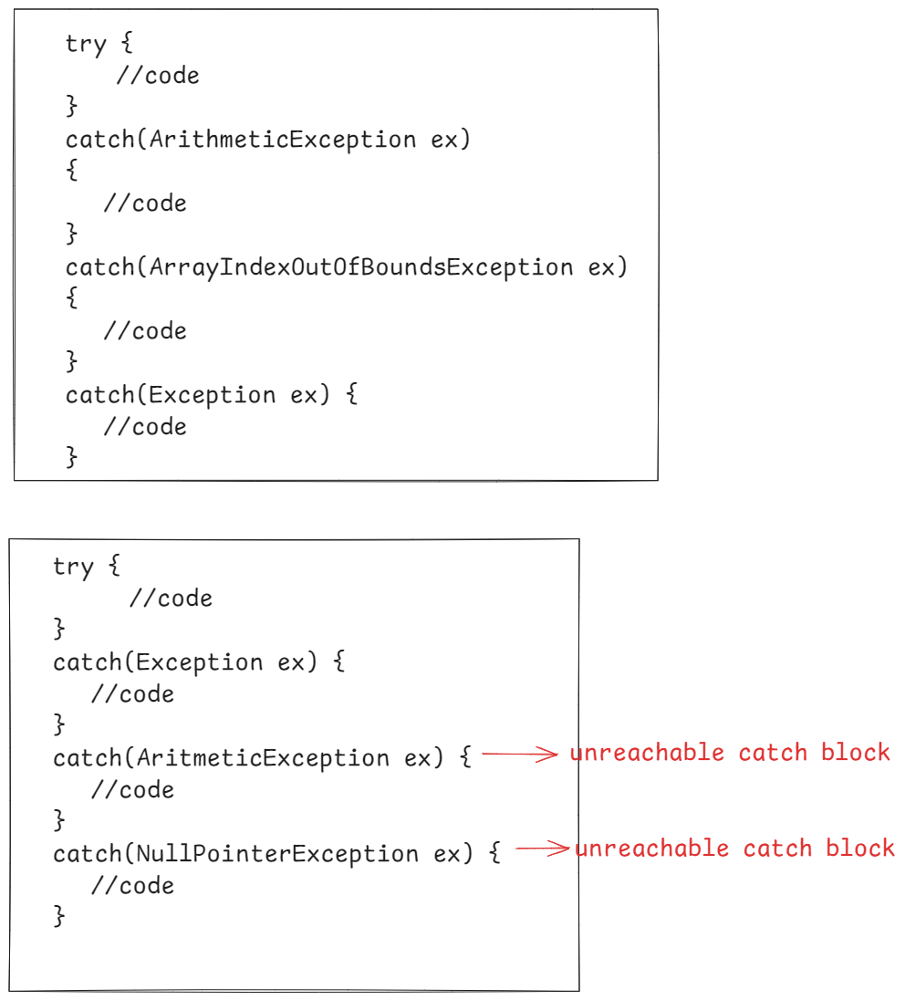 try {
//code
}
catch(ArithmeticException ex)
{
//code
}
catch(ArrayIndexOutOfBoundsException ex)
{
//code
}
catch(Exception ex) {
//code
}
try {
//code
}
catch(Exception ex) {
//code
}
catch(AritmeticException ex) { unreachable catch block
//code
}
catch(NullPointerException ex) { unreachable catch block
//code
}